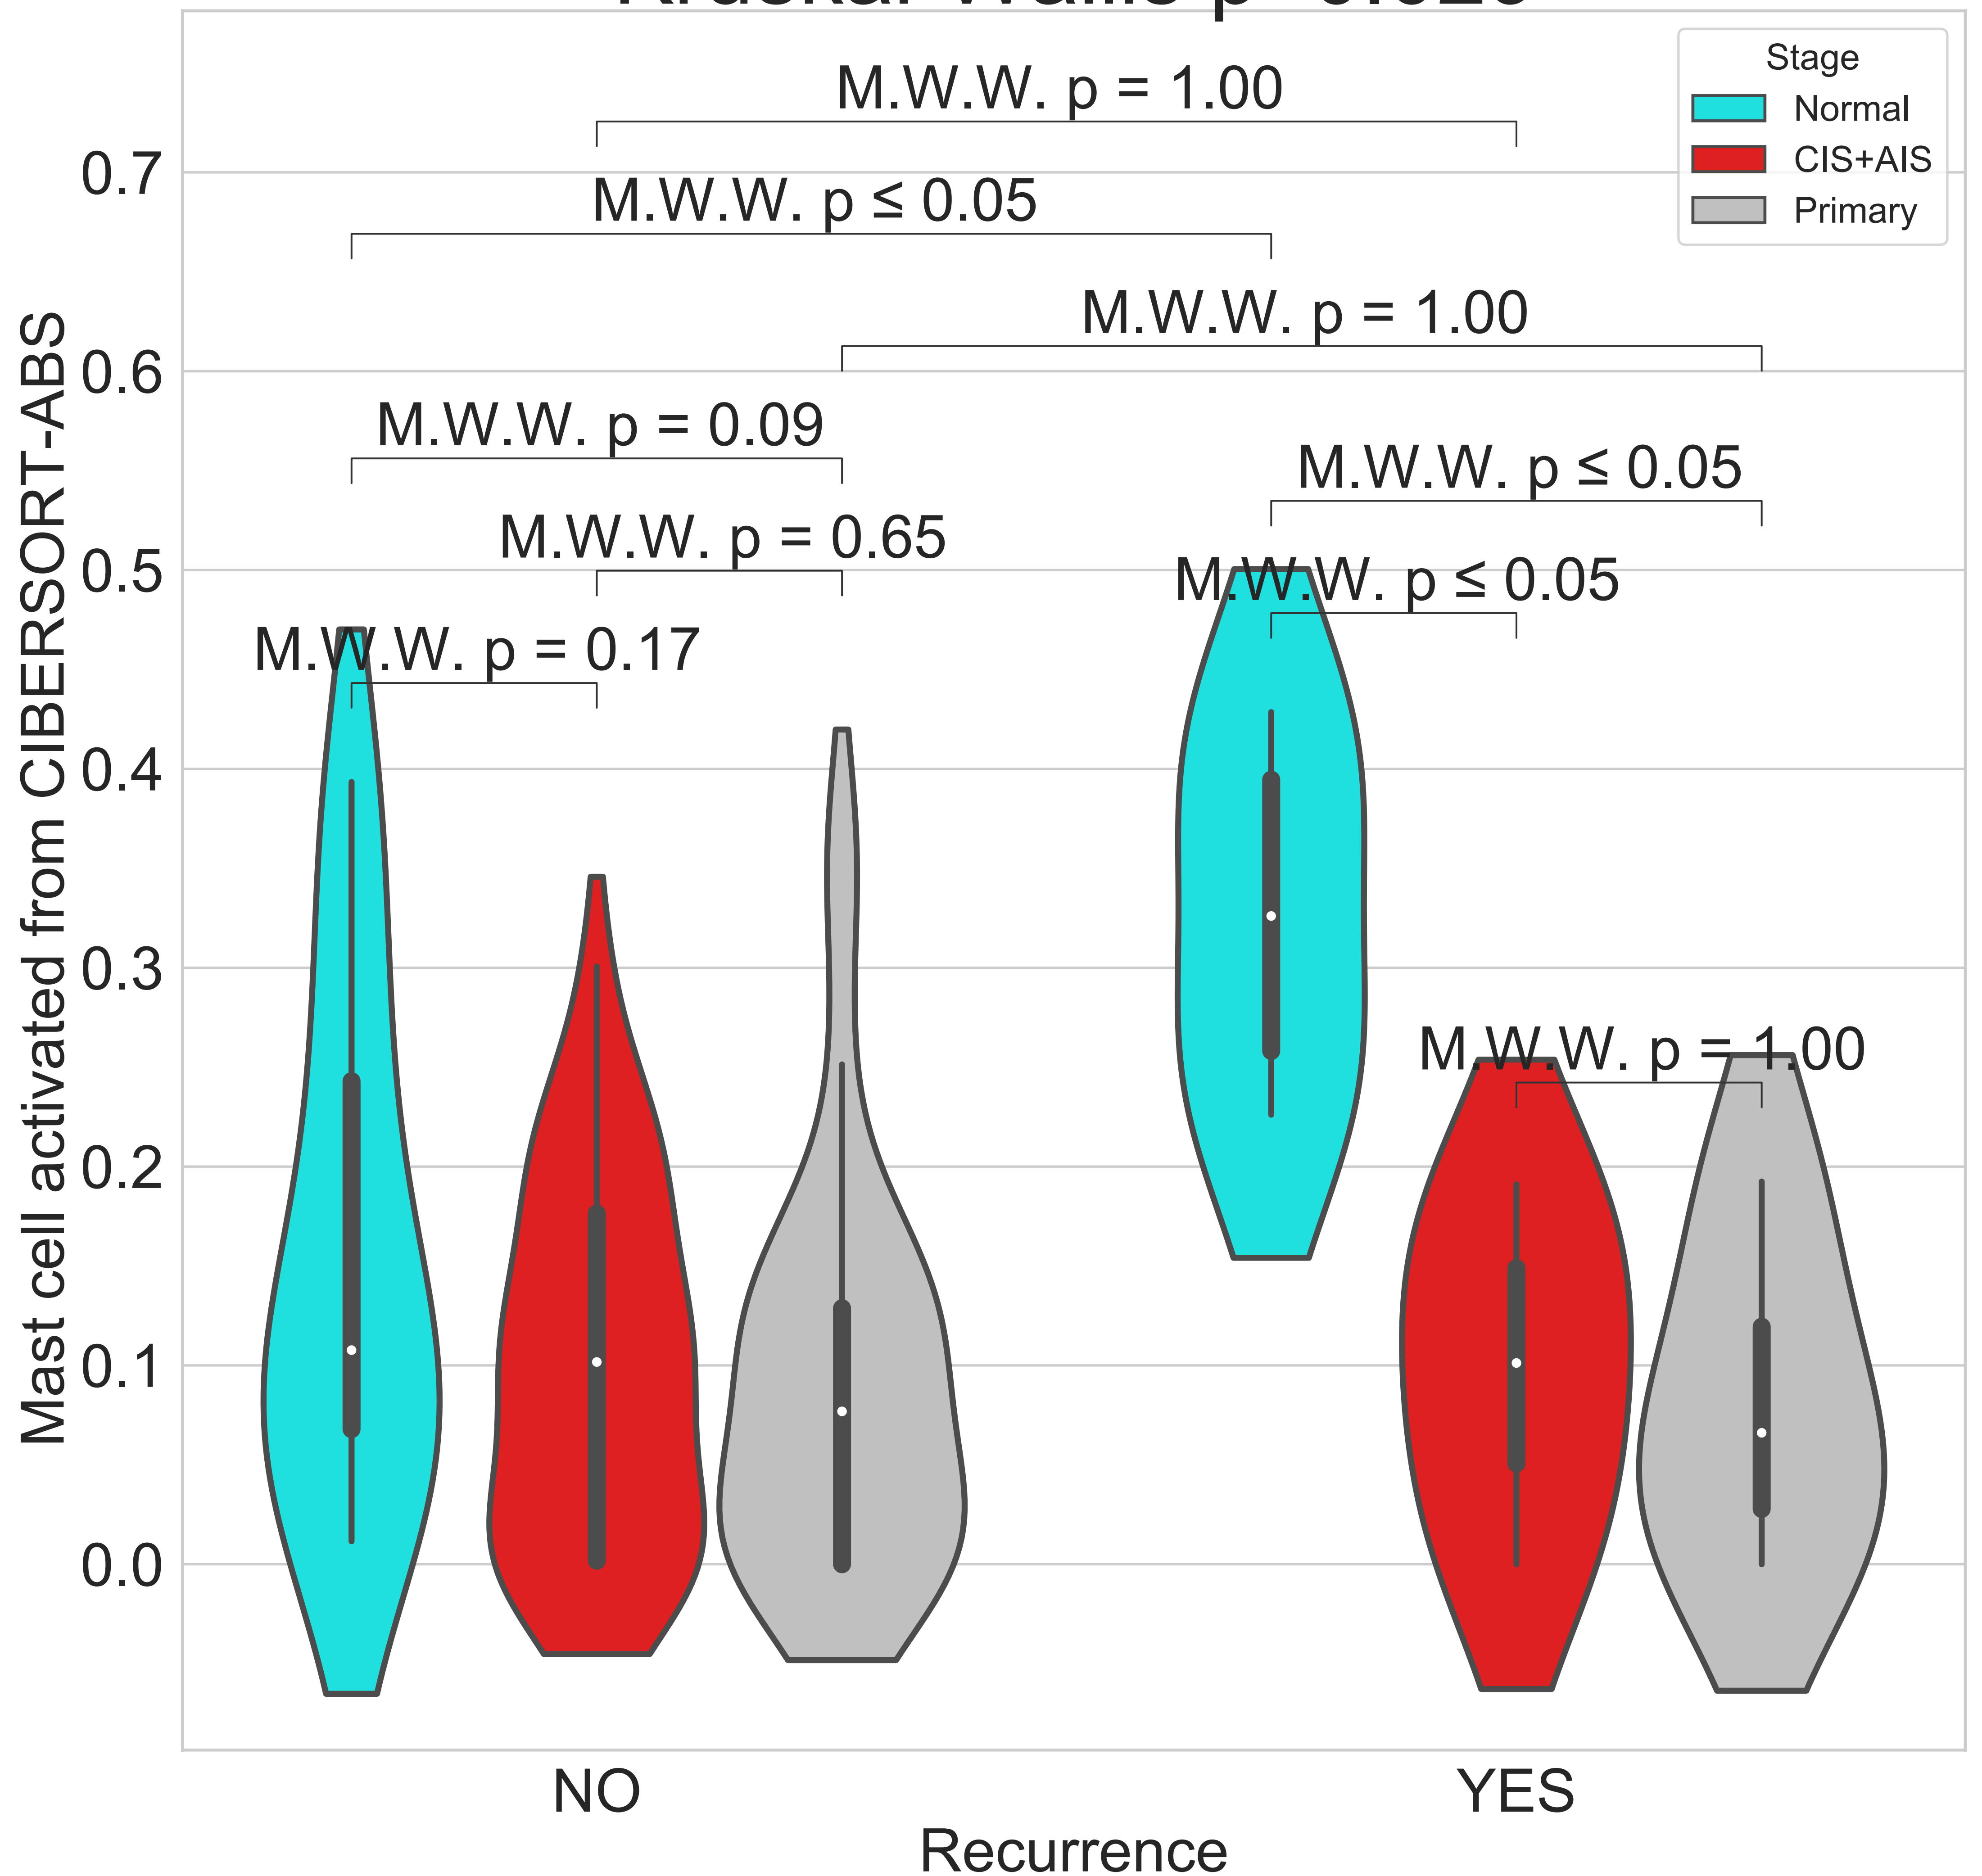 M.W.W. p = 1.00
Stage
Normal
CIS+AIS
Primary
M.W.W. p ≤ 0.05
M.W.W. p = 1.00
M.W.W. p = 0.09
M.W.W. p ≤ 0.05
M.W.W. p = 0.65
M.W.W. p ≤ 0.05
M.W.W. p = 0.17
M.W.W. p = 1.00
Mast cell activated from CIBERSORT-ABS
0.7
0.6
0.5
0.4
0.3
0.2
0.1
0.0
NO
YES
Recurrence